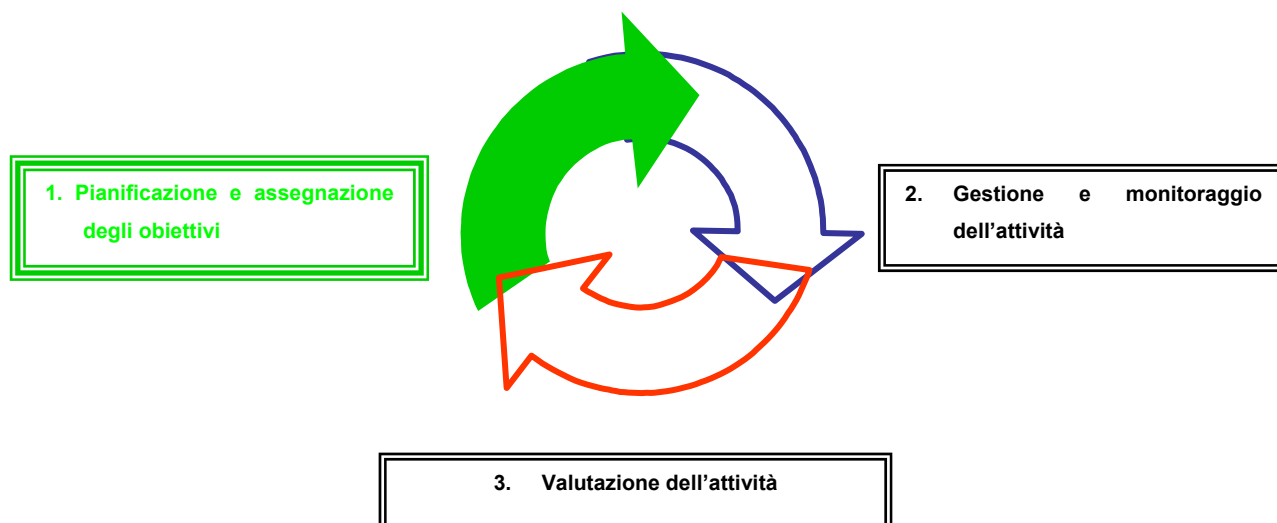 1. Pianificazione e assegnazione
degli obiettivi
2. Gestione e monitoraggio
dell’attività
3. Valutazione dell’attività